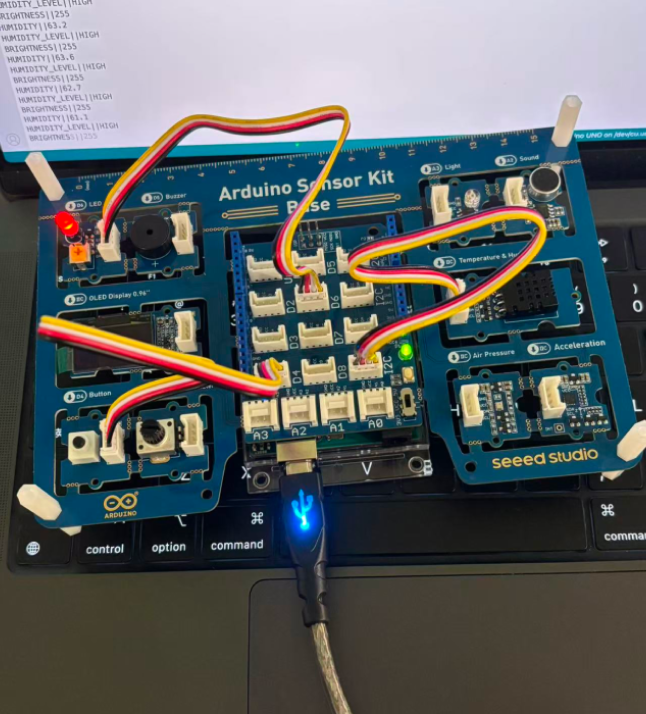 HUMIDITY_LEVEL||HIGH
BRIGHTNESS||255
HUMIDITY||63.2
HUMIDITY_LEVEL||HIGH
BRIGHTNESS||255
HUMIDITY||63.6
HUMIDITY_LEVEL||HIGH
BRIGHTNESS||255
HUMIDITY||62.7
HUMIDITY_LEVEL||HIGH
BRIGHTNESS||255
HUMIDITY||61.1
HUMIDITY_LEVEL||HIGH
BRIGHTNESS||255
UNO on
Arduino Sensor Kit
Base
LED
Buzzer
Light
Sound
OLED Display 0.96"
Temperature &
Button
Air Pressure
Acceleration
D5
D2
D6
D3
D7
D4
D8
I2C
A3
A2
A1
A0
ARDUINO
seeed studio
X
V
B
control
option
⌘
command
⌘